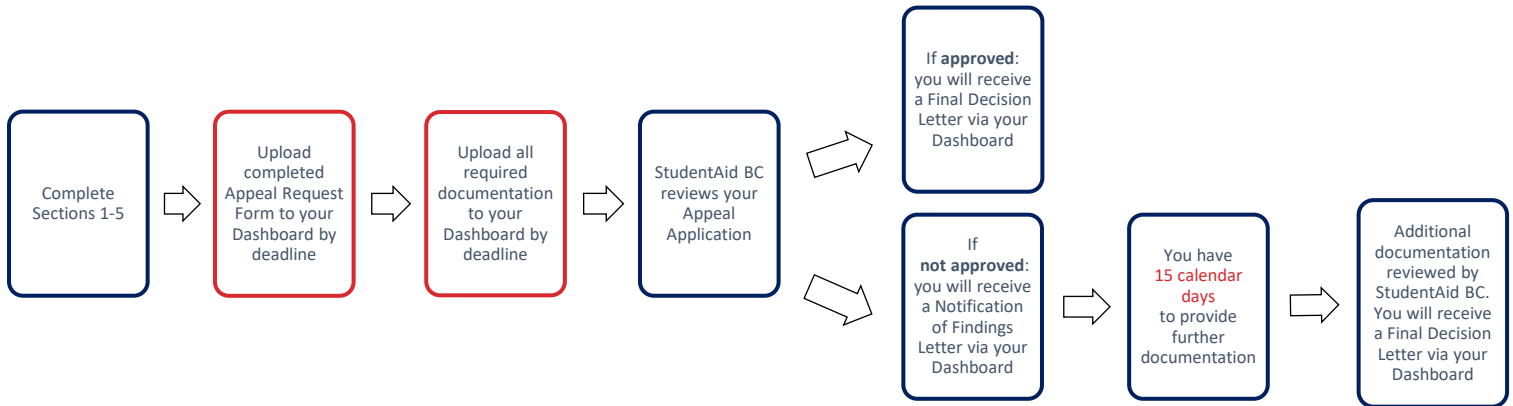 Complete
Sections 1-5
Upload
completed
Appeal Request
Form to your
Dashboard by
deadline
Upload all
required
documentation
to your
Dashboard by
deadline
StudentAid BC
reviews your
Appeal
Application
If approved:
you will receive
a Final Decision
Letter via your
Dashboard
If
not approved:
you will receive
a Notification
of Findings
Letter via your
Dashboard
You have
15 calendar
days
to provide
further
documentation
Additional
documentation
reviewed by
StudentAid BC.
You will receive
a Final Decision
Letter via your
Dashboard